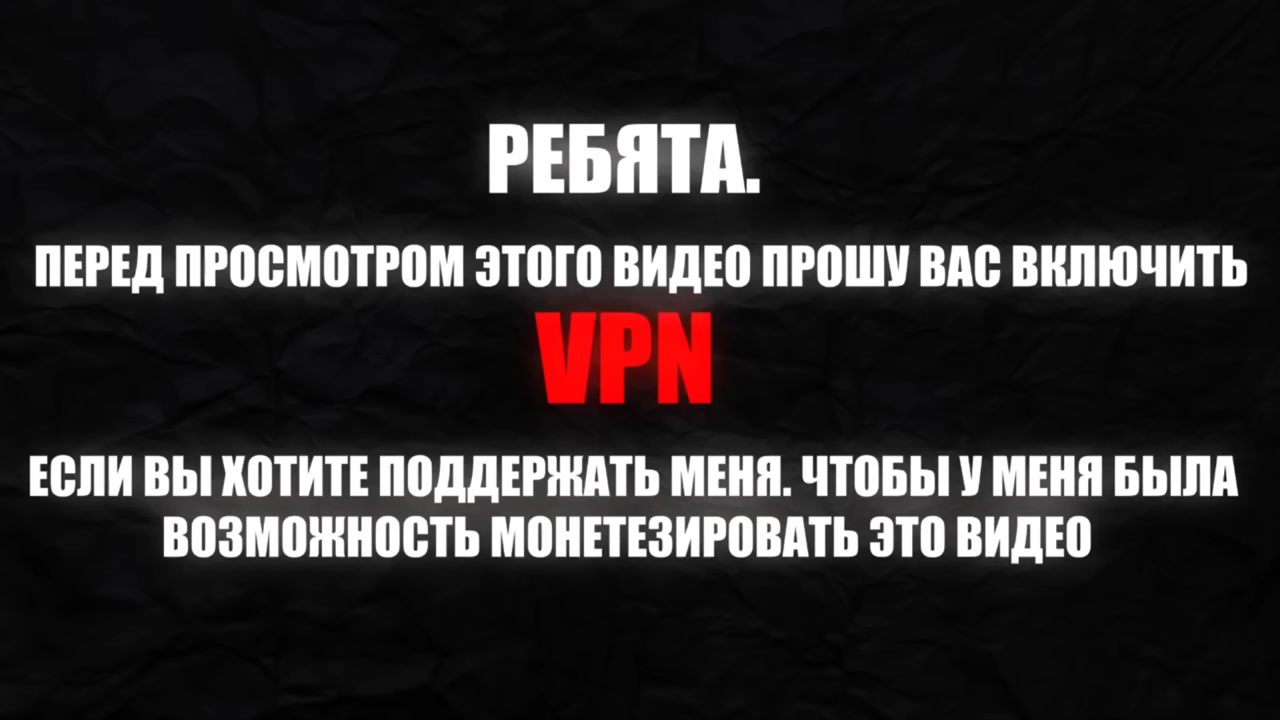 РЕБЯТА.
ПЕРЕД ПРОСМОТРОМ ЭТОГО ВИДЕО ПРОШУ ВАС ВКЛЮЧИТЬ
VPN
ЕСЛИ ВЫ ХОТИТЕ ПОДДЕРЖАТЬ МЕНЯ. ЧТОБЫ У МЕНЯ БЫЛА
ВОЗМОЖНОСТЬ МОНЕТЕЗИРОВАТЬ ЭТО ВИДЕО